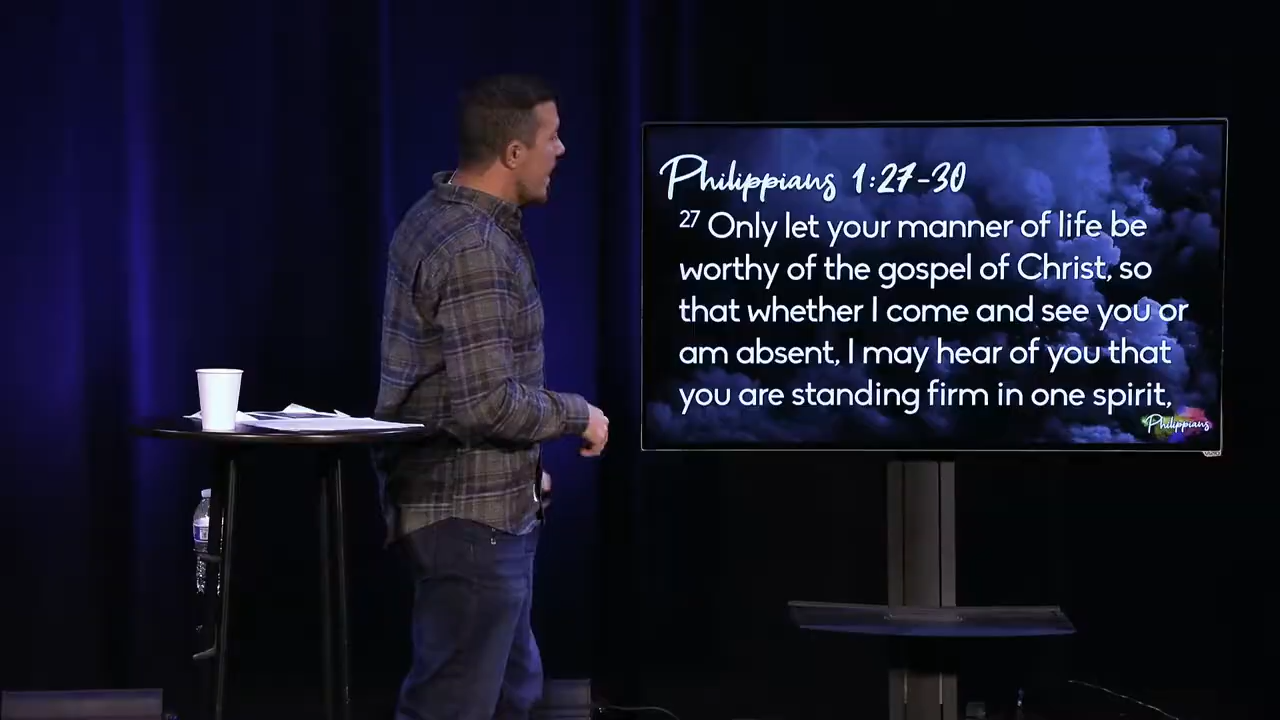 Philippians 1:27-30
27 Only let your manner of life be
worthy of the gospel of Christ, so
that whether I come and see you or
am absent, I may hear of you that
you are standing firm in one spirit,
Philippians